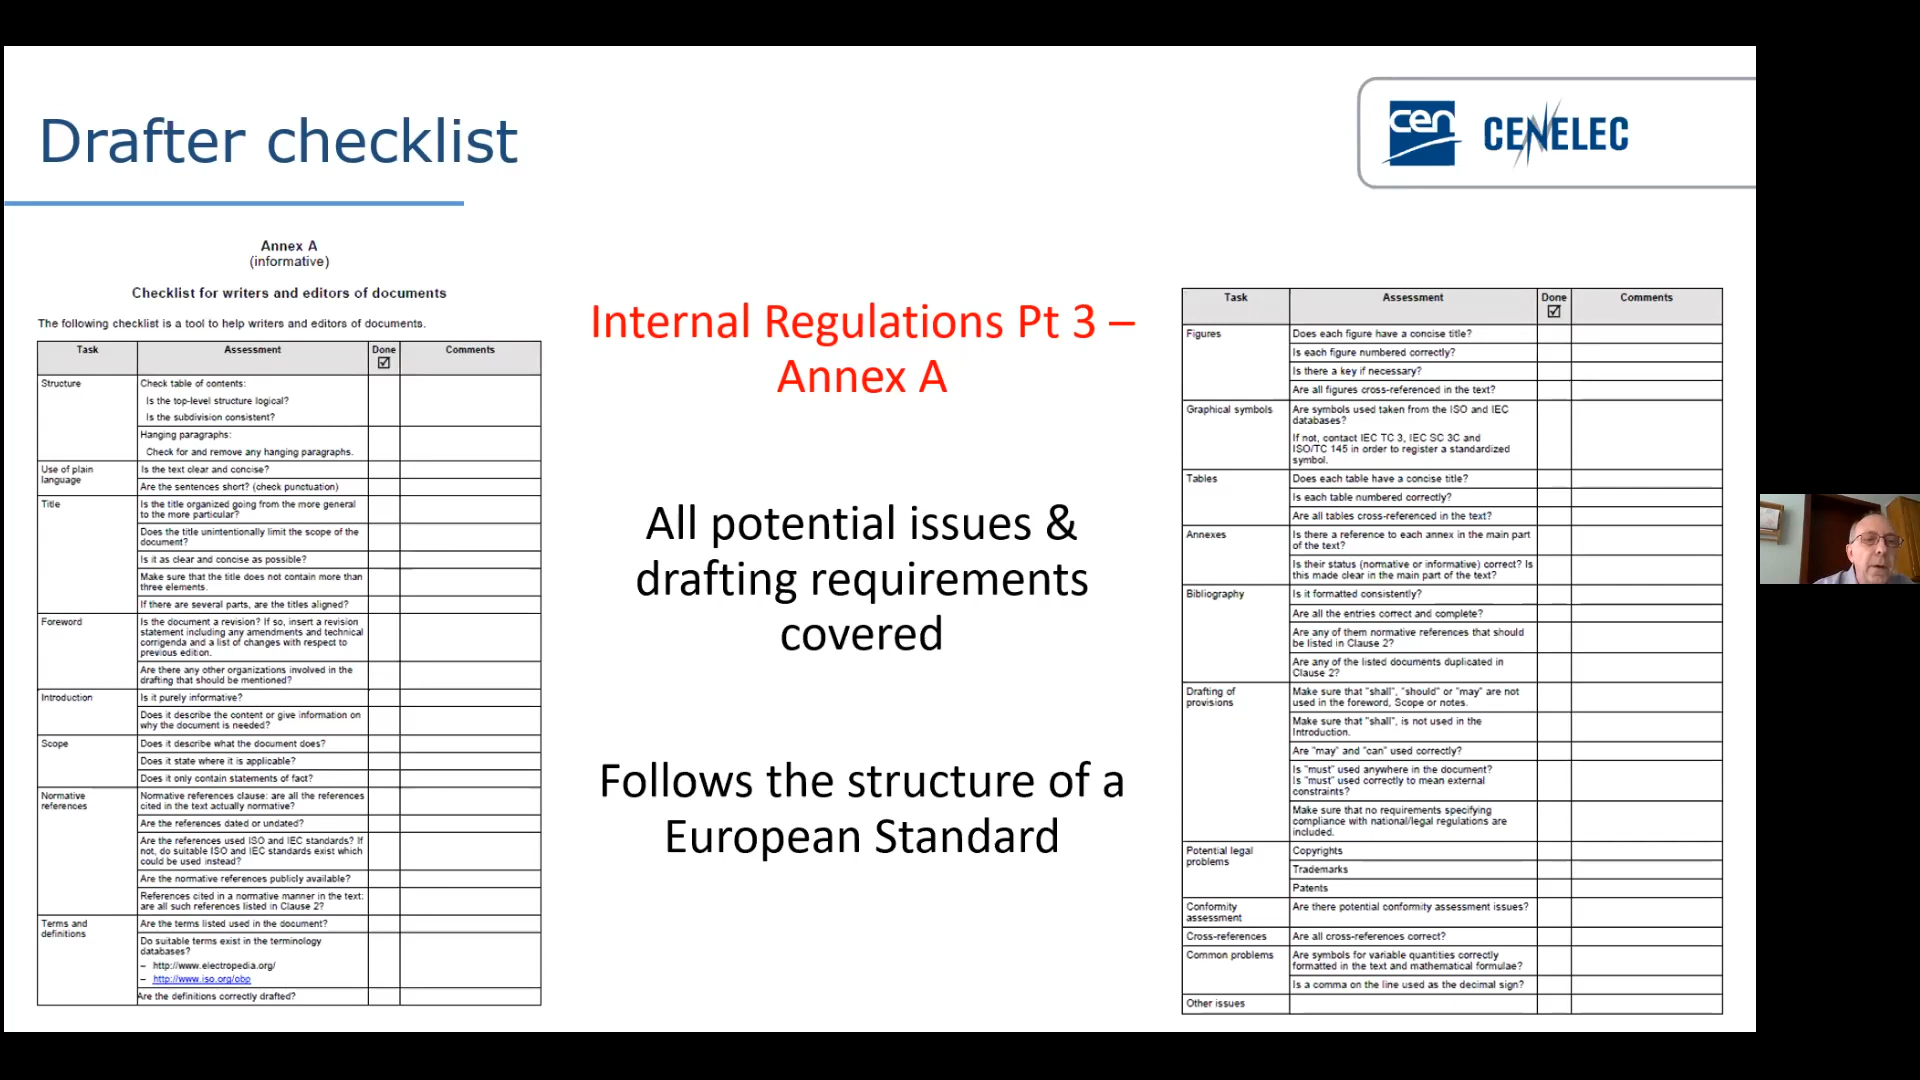 Drafter checklist
cen
CENELEC
Annex A
(informative)
Checklist for writers and editors of documents
The following checklist is a tool to help writers and editors of documents.
Task Assessment Done Comments
☑
Structure Check table of contents:
Is the top-level structure logical?
Is the subdivision consistent?
Hanging paragraphs:
Check for and remove any hanging paragraphs.
Use of plain
language
Is the text clear and concise?
Are the sentences short? (check punctuation)
Title
Is the title organized going from the more general
to the more particular?
Does the title unintentionally limit the scope of the
document?
Is it as clear and concise as possible?
Make sure that the title does not contain more than
three elements.
If there are several parts, are the titles aligned?
Foreword
Is the document a revision? If so, insert a revision
statement including any amendments and technical
corrigenda and a list of changes with respect to
previous edition.
Are there any other organizations involved in the
drafting that should be mentioned?
Introduction
Is it purely informative?
Does it describe the content or give information on
why the document is needed?
Scope
Does it describe what the document does?
Does it state where it is applicable?
Does it only contain statements of fact?
Normative
references
Normative references clause: are all the references
cited in the text actually normative?
Are the references dated or undated?
Are the references used ISO and IEC standards? If
not, do suitable ISO and IEC standards exist which
could be used instead?
Are the normative references publicly available?
References cited in a normative manner in the text:
are all such references listed in Clause 2?
Terms and
definitions
Are the terms listed used in the document?
Do suitable terms exist in the terminology
databases?
– http://www.electropedia.org/
– http://www.iso.org/obp
Are the definitions correctly drafted?
Internal Regulations Pt 3 –
Annex A
All potential issues &
drafting requirements
covered
Follows the structure of a
European Standard
Task Assessment Done Comments
☑
Figures
Does each figure have a concise title?
Is each figure numbered correctly?
Is there a key if necessary?
Are all figures cross-referenced in the text?
Graphical symbols
Are symbols used taken from the ISO and IEC
databases?
If not, contact IEC TC 3, IEC SC 3C and
ISO/TC 145 in order to register a standardized
symbol.
Tables
Does each table have a concise title?
Is each table numbered correctly?
Are all tables cross-referenced in the text?
Annexes
Is there a reference to each annex in the main part
of the text?
Is their status (normative or informative) correct? Is
this made clear in the main part of the text?
Bibliography
Is it formatted consistently?
Are all the entries correct and complete?
Are any of them normative references that should
be listed in Clause 2?
Are any of the listed documents duplicated in
Clause 2?
Drafting of
provisions
Make sure that "shall", "should" or "may" are not
used in the foreword, Scope or notes.
Make sure that "shall", is not used in the
Introduction.
Are "may" and "can" used correctly?
Is "must" used anywhere in the document?
Is "must" used correctly to mean external
constraints?
Make sure that no requirements specifying
compliance with national/legal regulations are
included.
Potential legal
problems
Copyrights
Trademarks
Patents
Conformity
assessment
Are there potential conformity assessment issues?
Cross-references Are all cross-references correct?
Common problems
Are symbols for variable quantities correctly
formatted in the text and mathematical formulae?
Is a comma on the line used as the decimal sign?
Other issues